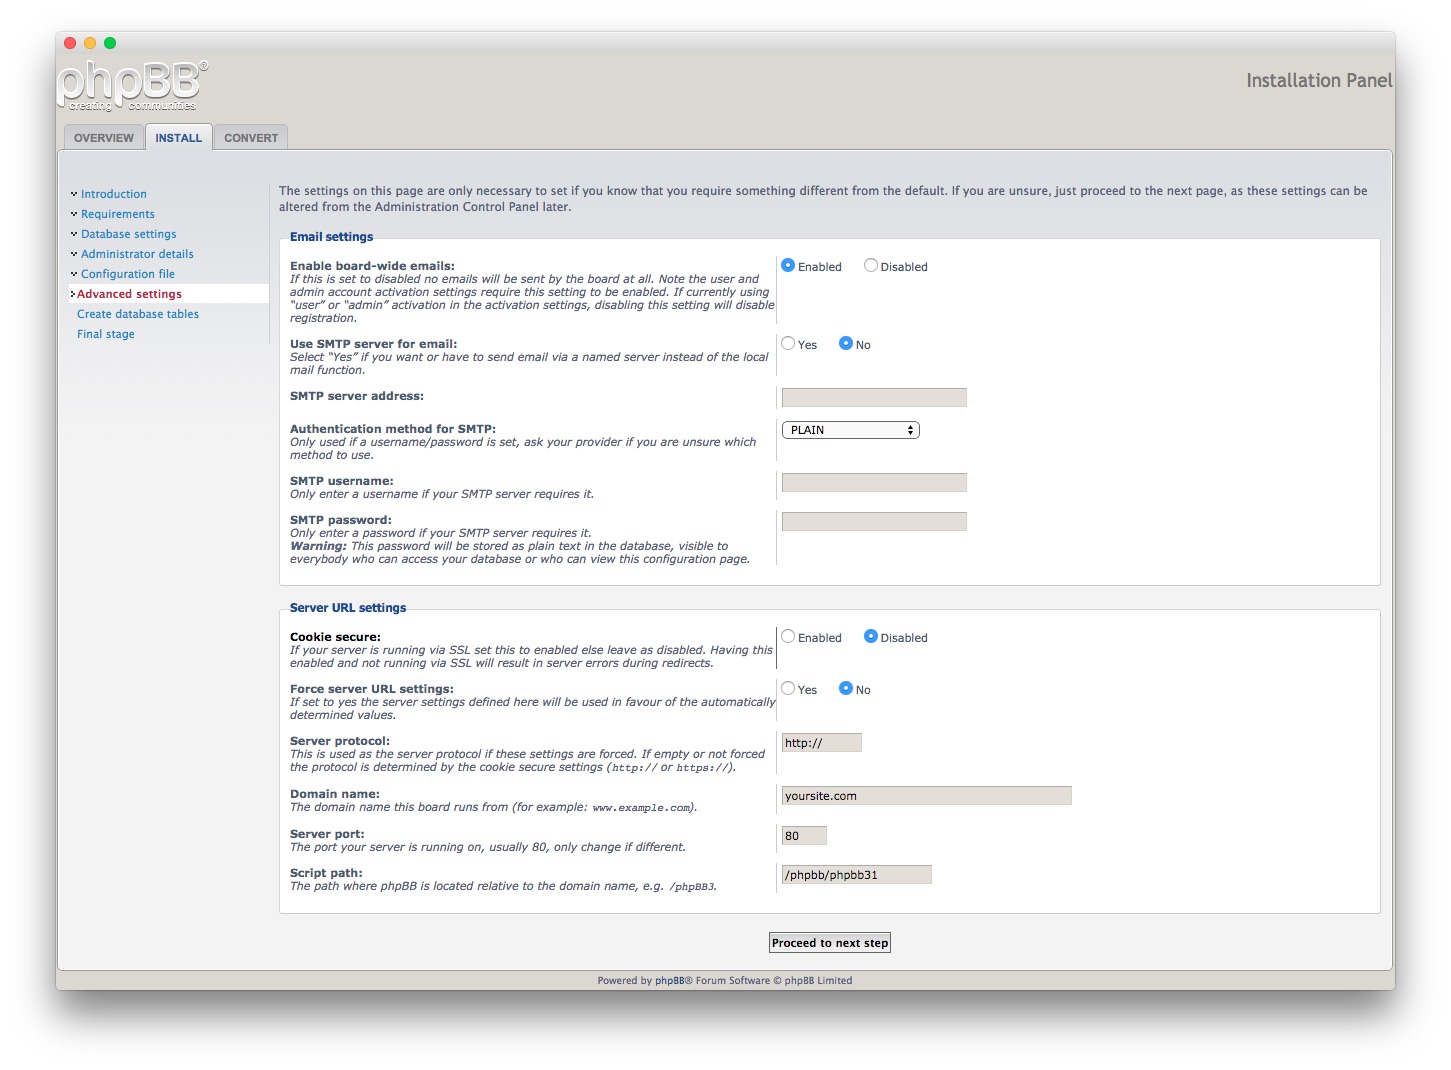 phpBB®
creating communities
Installation Panel
OVERVIEW
INSTALL
CONVERT
Introduction
Requirements
Database settings
Administrator details
Configuration file
Advanced settings
Create database tables
Final stage
The settings on this page are only necessary to set if you know that you require something different from the default. If you are unsure, just proceed to the next page, as these settings can be
altered from the Administration Control Panel later.
Email settings
Enable board-wide emails:
If this is set to disabled no emails will be sent by the board at all. Note the user and
admin account activation settings require this setting to be enabled. If currently using
“user” or “admin” activation in the activation settings, disabling this setting will disable
registration.
Enabled Disabled
Use SMTP server for email:
Select “Yes” if you want or have to send email via a named server instead of the local
mail function.
Yes No
SMTP server address:
Authentication method for SMTP:
Only used if a username/password is set, ask your provider if you are unsure which
method to use.
PLAIN
SMTP username:
Only enter a username if your SMTP server requires it.
SMTP password:
Only enter a password if your SMTP server requires it.
Warning: This password will be stored as plain text in the database, visible to
everybody who can access your database or who can view this configuration page.
Server URL settings
Cookie secure:
If your server is running via SSL set this to enabled else leave as disabled. Having this
enabled and not running via SSL will result in server errors during redirects.
Enabled Disabled
Force server URL settings:
If set to yes the server settings defined here will be used in favour of the automatically
determined values.
Yes No
Server protocol:
This is used as the server protocol if these settings are forced. If empty or not forced
the protocol is determined by the cookie secure settings (http:// or https://).
http://
Domain name:
The domain name this board runs from (for example: www.example.com).
yoursite.com
Server port:
The port your server is running on, usually 80, only change if different.
80
Script path:
The path where phpBB is located relative to the domain name, e.g. /phpBB3.
/phpbb/phpbb31
Proceed to next step
Powered by phpBB® Forum Software © phpBB Limited